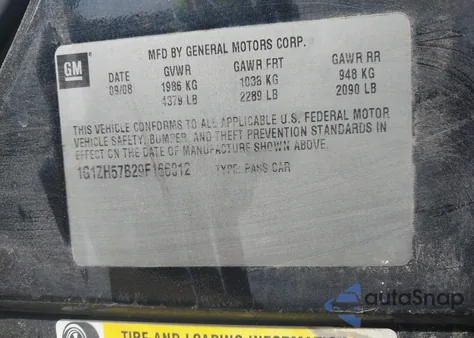 MFD BY GENERAL MOTORS CORP.
GM
DATE GVWR GAWR FRT GAWR RR
09/08 1986 KG 1038 KG 948 KG
4379 LB 2289 LB 2090 LB
THIS VEHICLE CONFORMS TO ALL APPLICABLE U.S. FEDERAL MOTOR
VEHICLE SAFETY, BUMPER, AND THEFT PREVENTION STANDARDS IN
EFFECT ON THE DATE OF MANUFACTURE SHOWN ABOVE.
TYPE: PASS CAR
autoSnap
TIRE AND LOADING INFORMATION